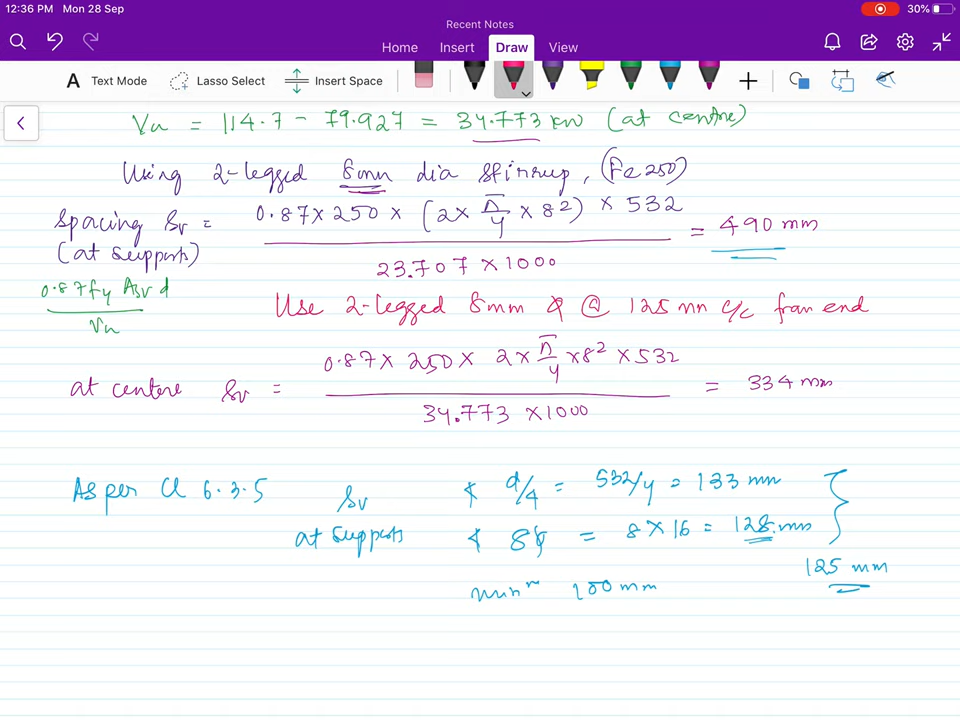 12:36 PM Mon 28 Sep
30%
Recent Notes
Home Insert Draw View
Text Mode Lasso Select Insert Space
Vu = 114.7 - 79.927 = 34.773 kN (at centre)
Using 2-legged 8mm dia stirrup, (Fe 250)
Spacing Sv = 0.87 x 250 x (2 x π/4 x 8²) x 532 / 23.707 x 1000 = 490 mm
(at support)
0.87 fy Asv d / Vu
Use 2-legged 8mm ϕ @ 125 mm c/c from end
at centere Sv = 0.87 x 250 x 2 x π/4 x 8² x 532 / 34.773 x 1000 = 334 mm
As per Cl 6.3.5 Sv ≮ d/4 = 532/4 = 133 mm
at supports ≮ 8ϕ = 8 x 16 = 128 mm
125 mm
minm 100 mm